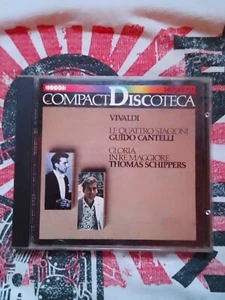 COMPACT DISCOTECA
VIVALDI
LE QUATTRO STAGIONI
GUIDO CANTELLI
GLORIA
IN RE MAGGIORE
THOMAS SCHIPPERS